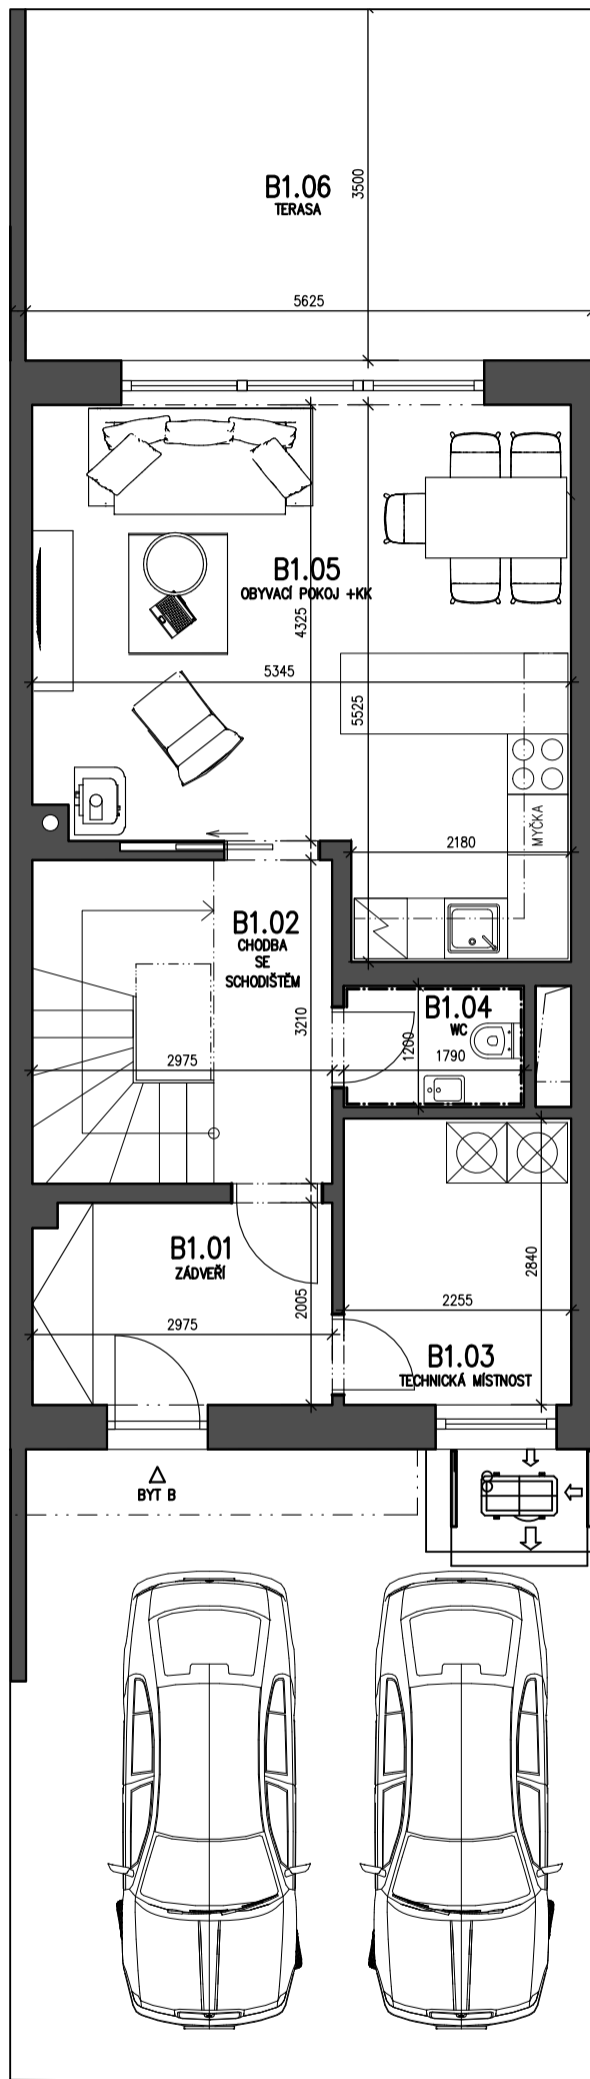 B1.06
TERASA
3500
5625
B1.05
OBYVACÍ POKOJ +KK
4325
5345
5525
MYČKA
2180
B1.02
CHODBA
SE
SCHODIŠTĚM
3210
2975
B1.04
WC
1200
1790
B1.01
ZÁDVEŘÍ
2005
2975
2840
2255
B1.03
TECHNICKÁ MÍSTNOST
BYT B